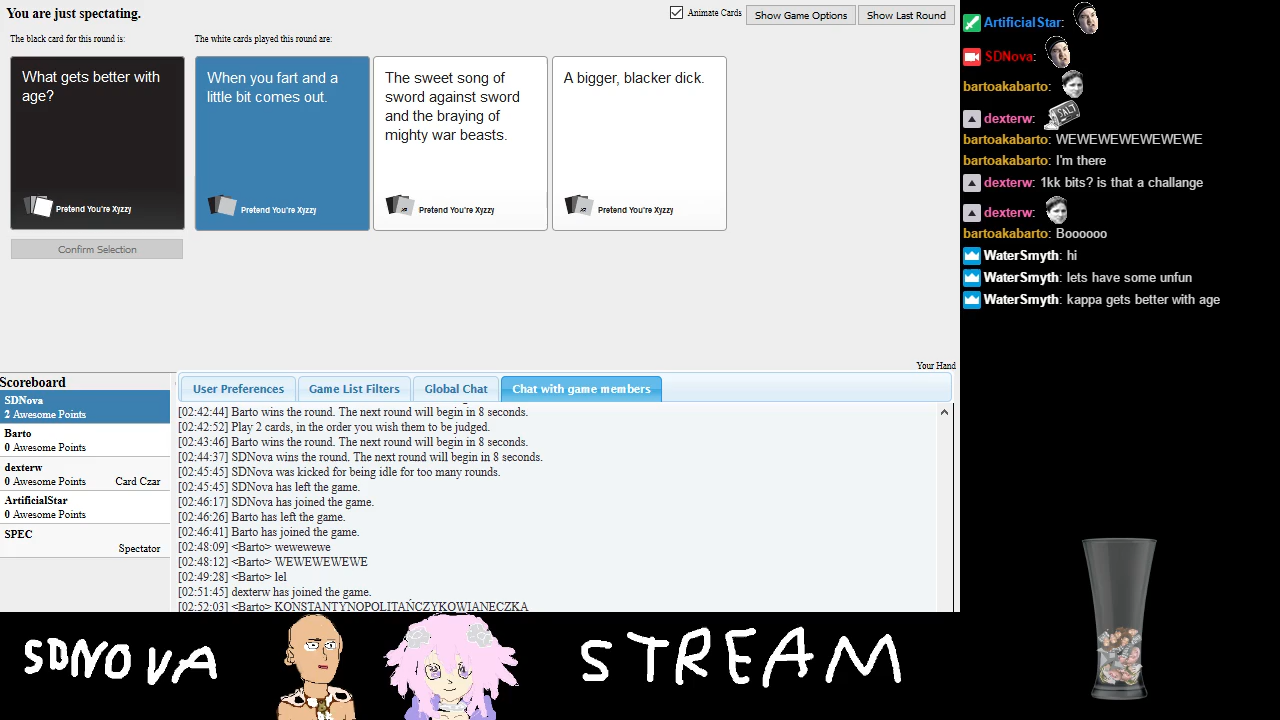 You are just spectating.
Animate Cards
Show Game Options
Show Last Round
The black card for this round is:
The white cards played this round are:
What gets better with
age?
Pretend You're Xyzzy
When you fart and a
little bit comes out.
Pretend You're Xyzzy
The sweet song of
sword against sword
and the braying of
mighty war beasts.
Pretend You're Xyzzy
A bigger, blacker dick.
Pretend You're Xyzzy
Confirm Selection
Your Hand
Scoreboard
SDNova
2 Awesome Points
Barto
0 Awesome Points
dexterw
0 Awesome Points Card Czar
ArtificialStar
0 Awesome Points
SPEC
Spectator
User Preferences
Game List Filters
Global Chat
Chat with game members
[02:42:44] Barto wins the round. The next round will begin in 8 seconds.
[02:42:52] Play 2 cards, in the order you wish them to be judged.
[02:43:46] Barto wins the round. The next round will begin in 8 seconds.
[02:44:37] SDNova wins the round. The next round will begin in 8 seconds.
[02:45:45] SDNova was kicked for being idle for too many rounds.
[02:45:45] SDNova has left the game.
[02:46:17] SDNova has joined the game.
[02:46:26] Barto has left the game.
[02:46:41] Barto has joined the game.
[02:48:09] <Barto> wewewewe
[02:48:12] <Barto> WEWEWEWEWE
[02:49:28] <Barto> lel
[02:51:45] dexterw has joined the game.
[02:52:03] <Barto> KONSTANTYNOPOLITAŃCZYKOWIANECZKA
ArtificialStar:
SDNova:
bartoakabarto:
dexterw:
bartoakabarto: WEWEWEWEWEWEWE
bartoakabarto: I'm there
dexterw: 1kk bits? is that a challange
dexterw:
bartoakabarto: Boooooo
WaterSmyth: hi
WaterSmyth: lets have some unfun
WaterSmyth: kappa gets better with age
SDNOVA
STREAM